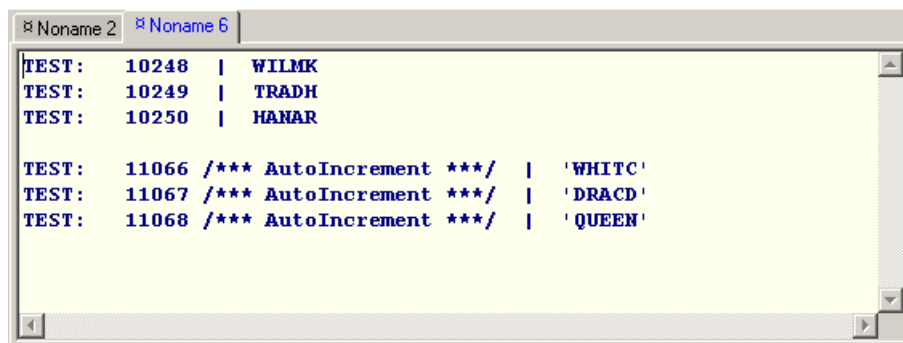 ¤ Noname 2 ¤ Noname 6
TEST: 10248 | WILMK
TEST: 10249 | TRADH
TEST: 10250 | HANAR
TEST: 11066 /*** AutoIncrement ***/ | 'WHITC'
TEST: 11067 /*** AutoIncrement ***/ | 'DRACD'
TEST: 11068 /*** AutoIncrement ***/ | 'QUEEN'